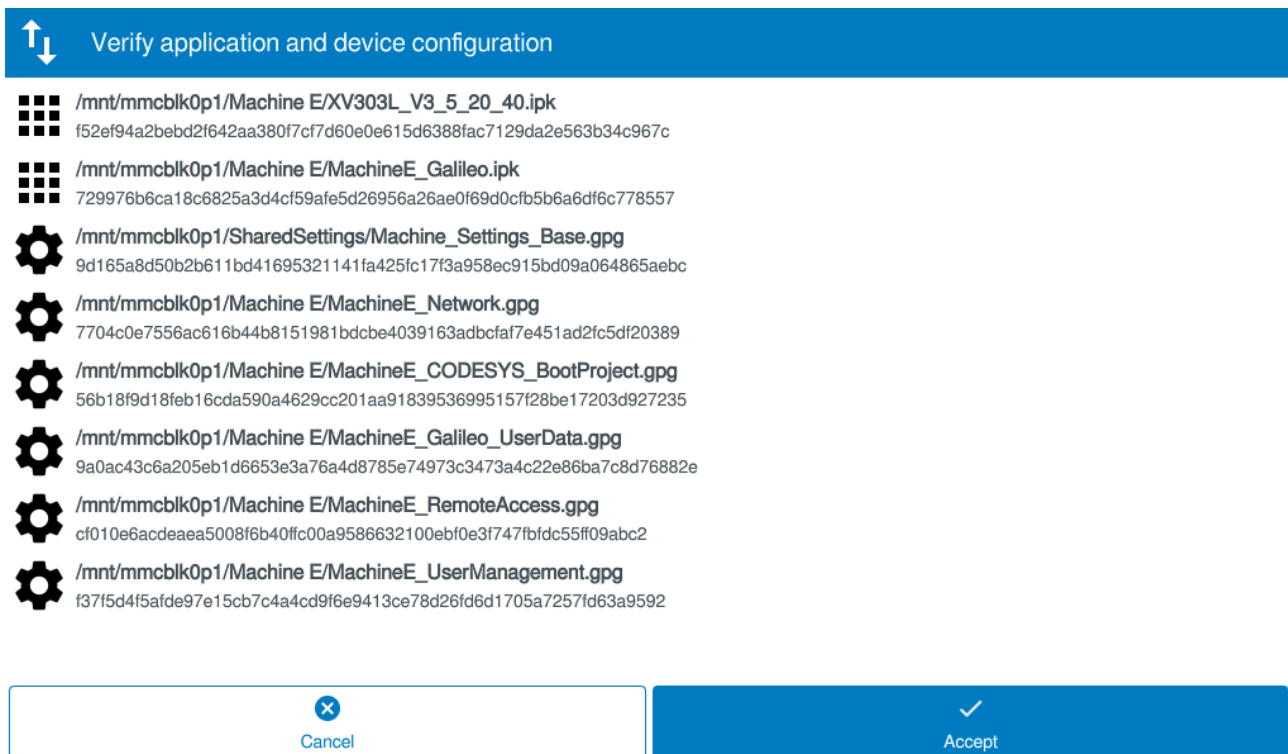 Verify application and device configuration
/mnt/mmcblk0p1/Machine E/XV303L_V3_5_20_40.ipk
f52ef94a2bebd2f642aa380f7cf7d60e0e615d6388fac7129da2e563b34c967c
/mnt/mmcblk0p1/Machine E/MachineE_Galileo.ipk
729976b6ca18c6825a3d4cf59afe5d26956a26ae0f69d0cfb5b6a6df6c778557
/mnt/mmcblk0p1/SharedSettings/Machine_Settings_Base.gpg
9d165a8d50b2b611bd41695321141fa425fc17f3a958ec915bd09a064865aebc
/mnt/mmcblk0p1/Machine E/MachineE_Network.gpg
7704c0e7556ac616b44b8151981bdcbe4039163adbcfaf7e451ad2fc5df20389
/mnt/mmcblk0p1/Machine E/MachineE_CODESYS_BootProject.gpg
56b18f9d18feb16cda590a4629cc201aa91839536995157f28be17203d927235
/mnt/mmcblk0p1/Machine E/MachineE_Galileo_UserData.gpg
9a0ac43c6a205eb1d6653e3a76a4d8785e74973c3473a4c22e86ba7c8d76882e
/mnt/mmcblk0p1/Machine E/MachineE_RemoteAccess.gpg
cf010e6acdeaea5008f6b40ffc00a9586632100ebf0e3f747fbfdc55ff09abc2
/mnt/mmcblk0p1/Machine E/MachineE_UserManagement.gpg
f37f5d4f5afde97e15cb7c4a4cd9f6e9413ce78d26fd6d1705a7257fd63a9592
Cancel
Accept